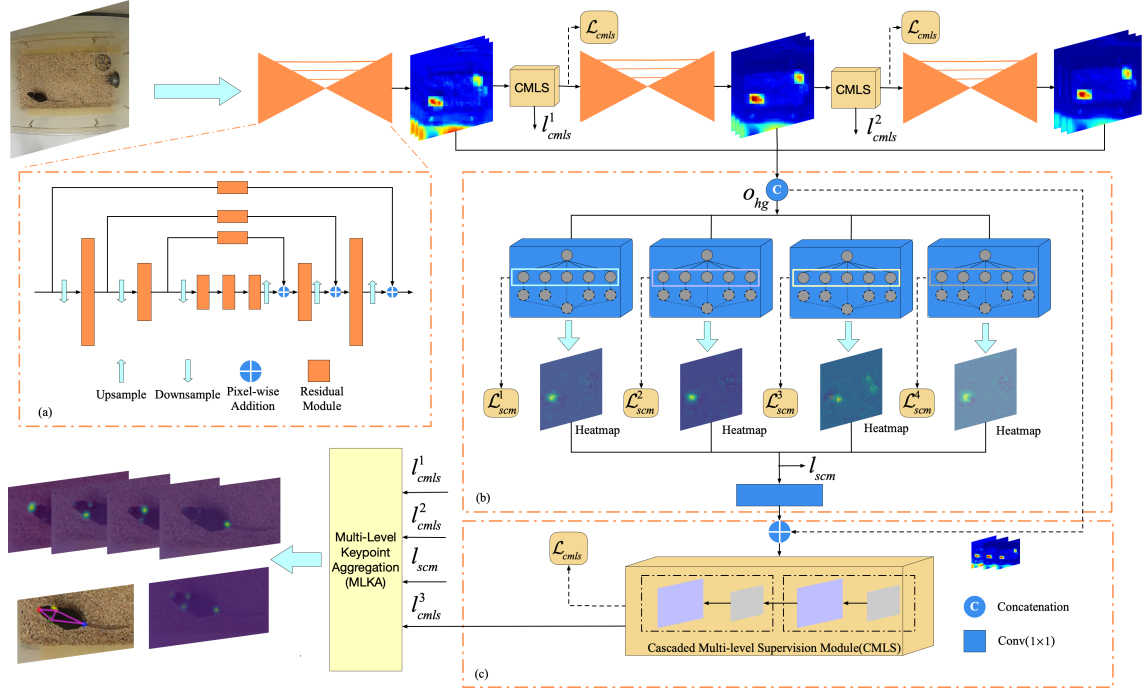 ℒcmls
ℒcmls
CMLS
CMLS
l¹cmls
l²cmls
C
Ohg
Upsample
Downsample
Pixel-wise
Addition
Residual
Module
(a)
ℒ¹scm
ℒ²scm
ℒ³scm
ℒ⁴scm
Heatmap
Heatmap
Heatmap
Heatmap
lscm
(b)
Multi-Level
Keypoint
Aggregation
(MLKA)
l¹cmls
l²cmls
lscm
l³cmls
ℒcmls
Cascaded Multi-level Supervision Module(CMLS)
C
Concatenation
Conv(1×1)
(c)